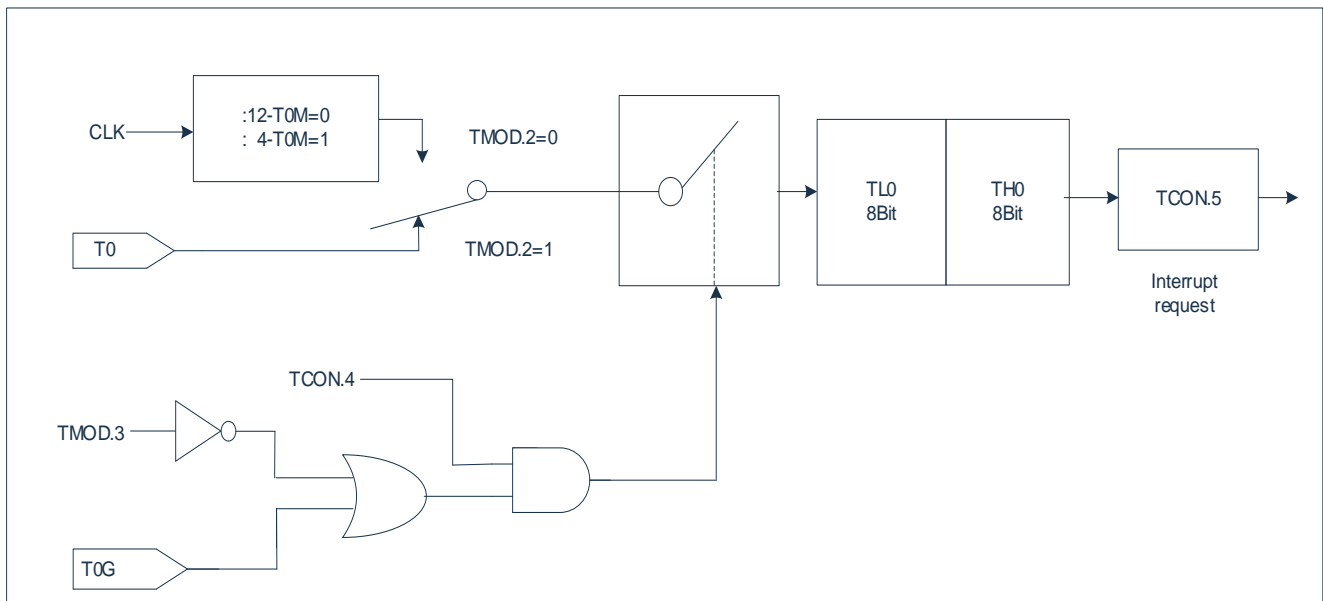 :12-T0M=0
: 4-T0M=1
CLK
TMOD.2=0
T0
TMOD.2=1
TL0
8Bit
TH0
8Bit
TCON.5
Interrupt
request
TCON.4
TMOD.3
T0G